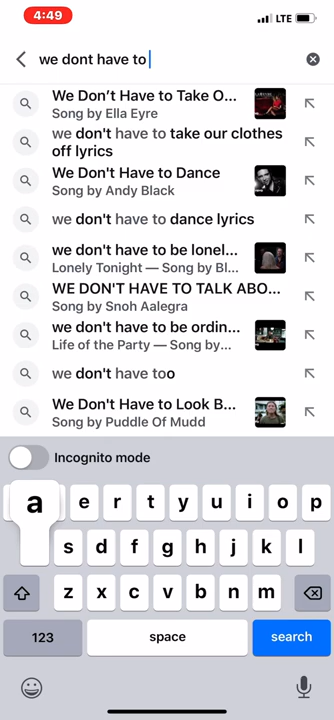 4:49
LTE
we dont have to
We Don't Have to Take O...
Song by Ella Eyre
we don't have to take our clothes
off lyrics
We Don't Have to Dance
Song by Andy Black
we don't have to dance lyrics
we don't have to be lonel...
Lonely Tonight — Song by Bl...
WE DON'T HAVE TO TALK ABO...
Song by Snoh Aalegra
we don't have to be ordin...
Life of the Party — Song by...
we don't have too
We Don't Have to Look B...
Song by Puddle Of Mudd
Incognito mode
a e r t y u i o p
s d f g h j k l
z x c v b n m
123 space search